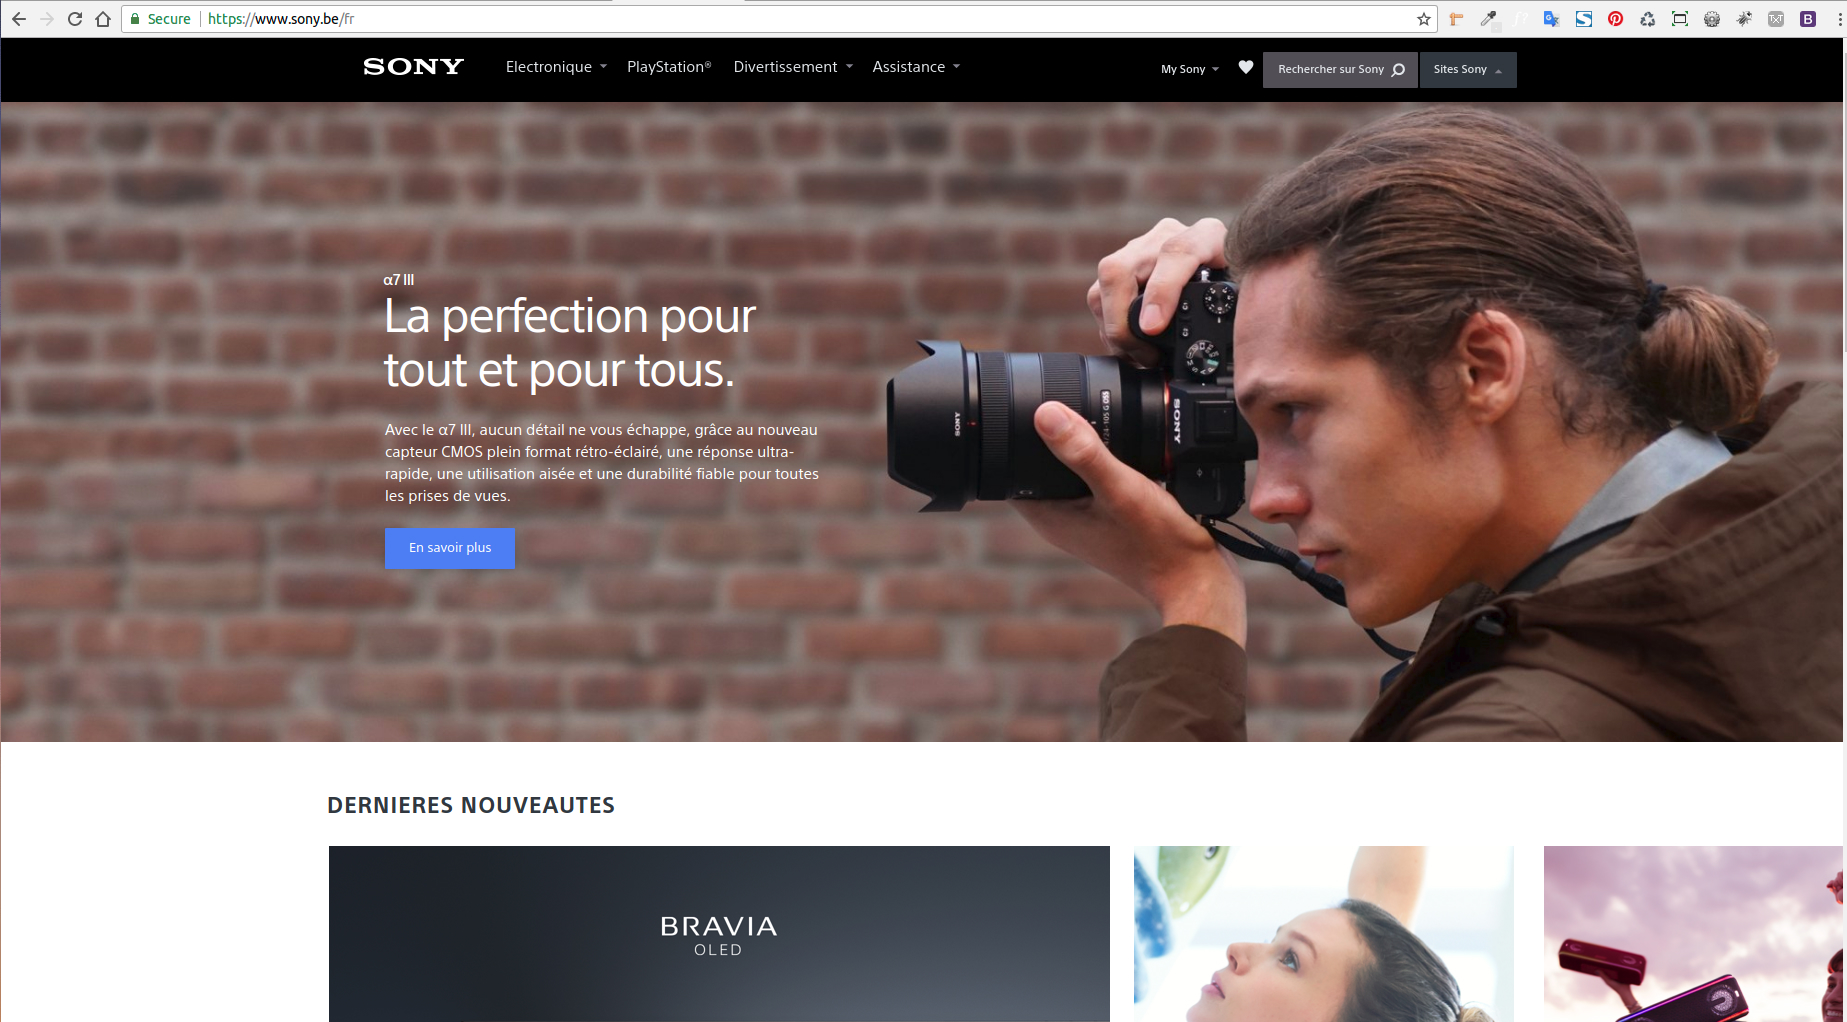 Secure
https://www.sony.be/fr
SONY
Electronique
PlayStation®
Divertissement
Assistance
My Sony
Rechercher sur Sony
Sites Sony
α7 III
La perfection pour
tout et pour tous.
Avec le α7 III, aucun détail ne vous échappe, grâce au nouveau
capteur CMOS plein format rétro-éclairé, une réponse ultra-
rapide, une utilisation aisée et une durabilité fiable pour toutes
les prises de vues.
En savoir plus
SONY
SONY
DERNIERES NOUVEAUTES
BRAVIA
OLED